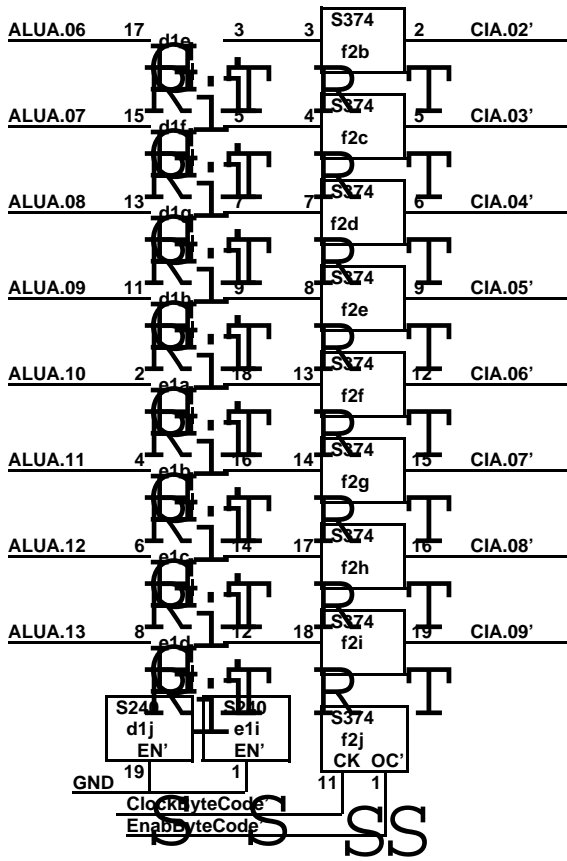 S374
ALUA.06 17 d1e 3 3 f2b 2 CIA.02'
S374
ALUA.07 15 d1f 5 4 f2c 5 CIA.03'
S374
ALUA.08 13 d1g 7 7 f2d 6 CIA.04'
S374
ALUA.09 11 d1h 9 8 f2e 9 CIA.05'
S374
ALUA.10 2 e1a 18 13 f2f 12 CIA.06'
S374
ALUA.11 4 e1b 16 14 f2g 15 CIA.07'
S374
ALUA.12 6 e1c 14 17 f2h 16 CIA.08'
S374
ALUA.13 8 e1d 12 18 f2i 19 CIA.09'
S240 S240 S374
d1j e1i f2j
EN' EN' CK OC'
19 1 11 1
GND
ClockByteCode'
EnabByteCode'
S S SS